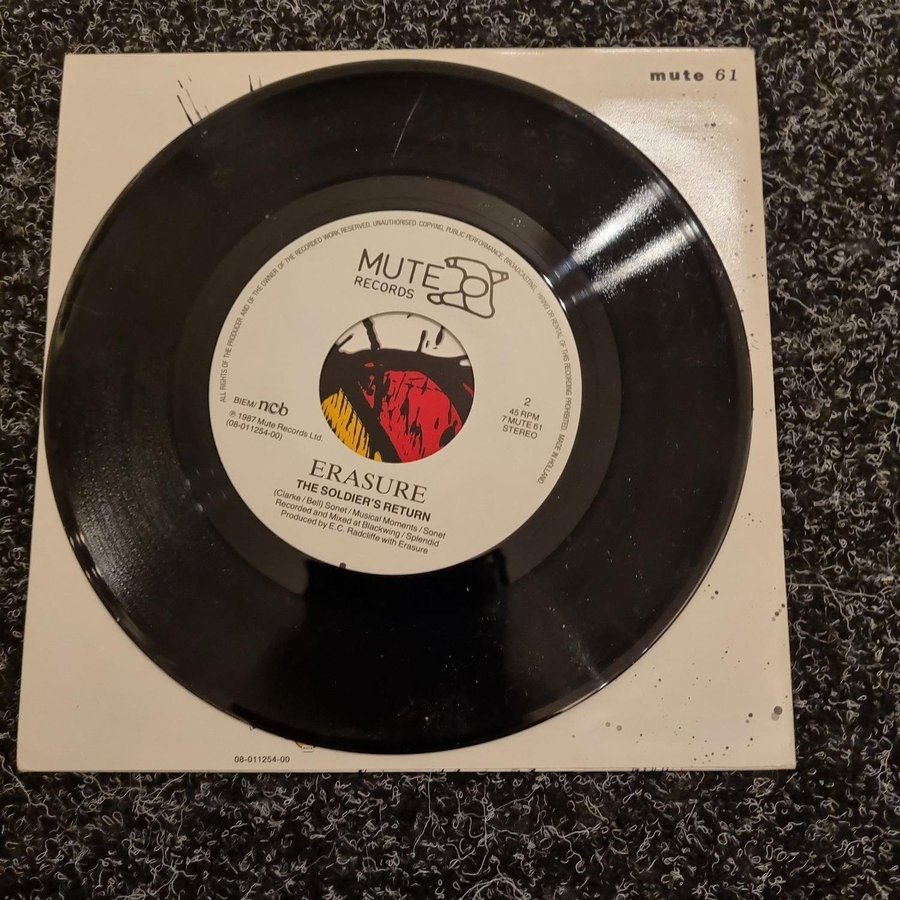 mute 61
ALL RIGHTS OF THE PRODUCER AND OF THE OWNER OF THE RECORDED WORK RESERVED. UNAUTHORISED COPYING, PUBLIC PERFORMANCE, BROADCASTING, HIRING OR RENTAL OF THIS RECORDING PROHIBITED. MADE IN HOLLAND
MUTE
RECORDS
BIEM/ncb
℗ 1987 Mute Records Ltd.
(08-011254-00)
2
45 RPM
7 MUTE 61
STEREO
ERASURE
THE SOLDIER'S RETURN
(Clarke / Bell) Sonet / Musical Moments / Sonet
Recorded and Mixed at Blackwing / Splendid
Produced by E.C. Radcliffe with Erasure
08-011254-00